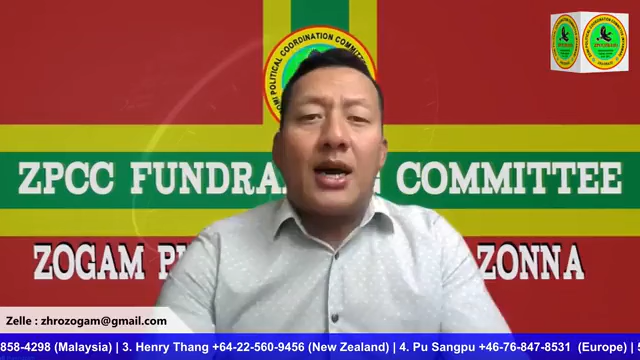 POLITICAL COORDINATION COMMITTEE
ZPCC FUNDRA G COMMITTEE
ZOGAM P ZONNA
Zelle : zhrozogam@gmail.com
858-4298 (Malaysia) | 3. Henry Thang +64-22-560-9456 (New Zealand) | 4. Pu Sangpu +46-76-847-8531 (Europe) |